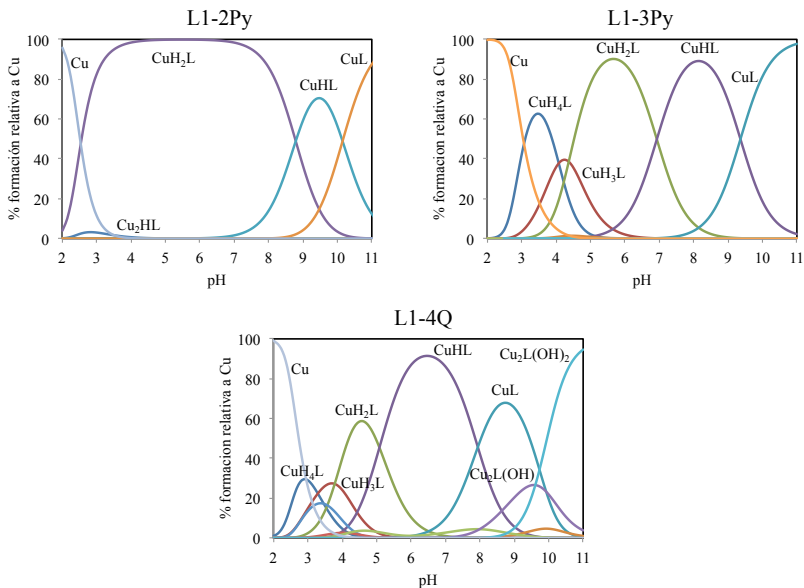 L1-2Py
% formación relativa a Cu
100
80
60
40
20
0
Cu
CuH₂L
CuHL
CuL
Cu₂HL
2 3 4 5 6 7 8 9 10 11
pH
L1-3Py
% formación relativa a Cu
100
80
60
40
20
0
Cu
CuH₄L
CuH₃L
CuH₂L
CuHL
CuL
2 3 4 5 6 7 8 9 10 11
pH
L1-4Q
% formacion relativa a Cu
100
80
60
40
20
0
Cu
CuH₄L
CuH₃L
CuH₂L
CuHL
CuL
Cu₂L(OH)
Cu₂L(OH)₂
2 3 4 5 6 7 8 9 10 11
pH